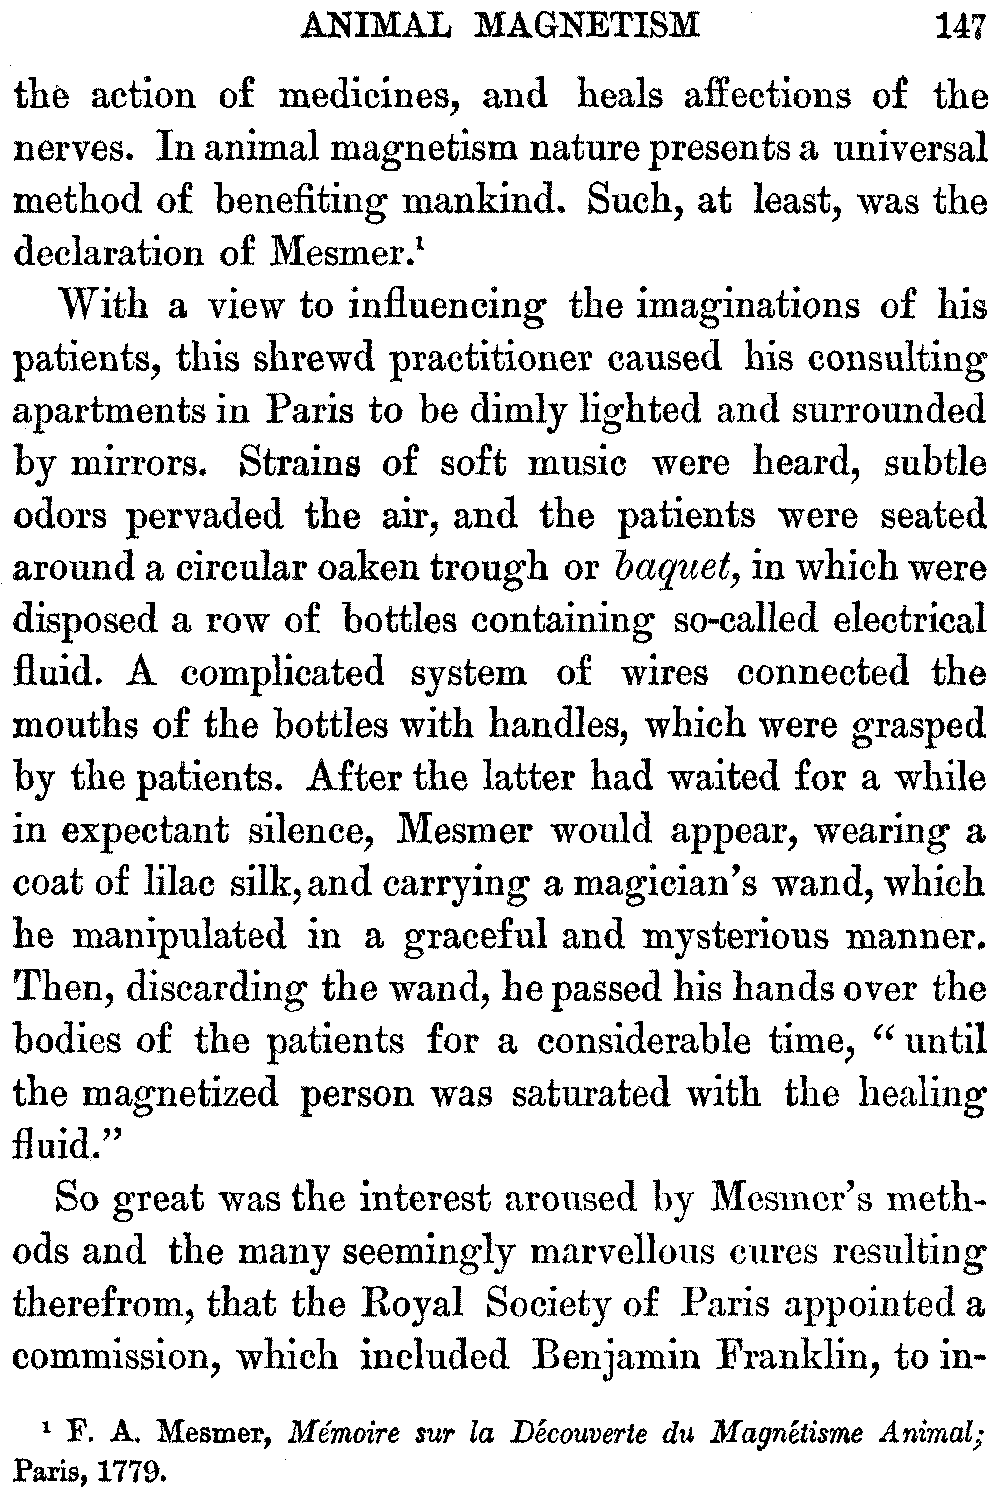 ANIMAL MAGNETISM 147
the action of medicines, and heals affections of the
nerves. In animal magnetism nature presents a universal
method of benefiting mankind. Such, at least, was the
declaration of Mesmer.¹
With a view to influencing the imaginations of his
patients, this shrewd practitioner caused his consulting
apartments in Paris to be dimly lighted and surrounded
by mirrors. Strains of soft music were heard, subtle
odors pervaded the air, and the patients were seated
around a circular oaken trough or baquet, in which were
disposed a row of bottles containing so-called electrical
fluid. A complicated system of wires connected the
mouths of the bottles with handles, which were grasped
by the patients. After the latter had waited for a while
in expectant silence, Mesmer would appear, wearing a
coat of lilac silk, and carrying a magician's wand, which
he manipulated in a graceful and mysterious manner.
Then, discarding the wand, he passed his hands over the
bodies of the patients for a considerable time, "until
the magnetized person was saturated with the healing
fluid."
So great was the interest aroused by Mesmer's meth-
ods and the many seemingly marvellous cures resulting
therefrom, that the Royal Society of Paris appointed a
commission, which included Benjamin Franklin, to in-
¹ F. A. Mesmer, Mémoire sur la Découverte du Magnétisme Animal;
Paris, 1779.